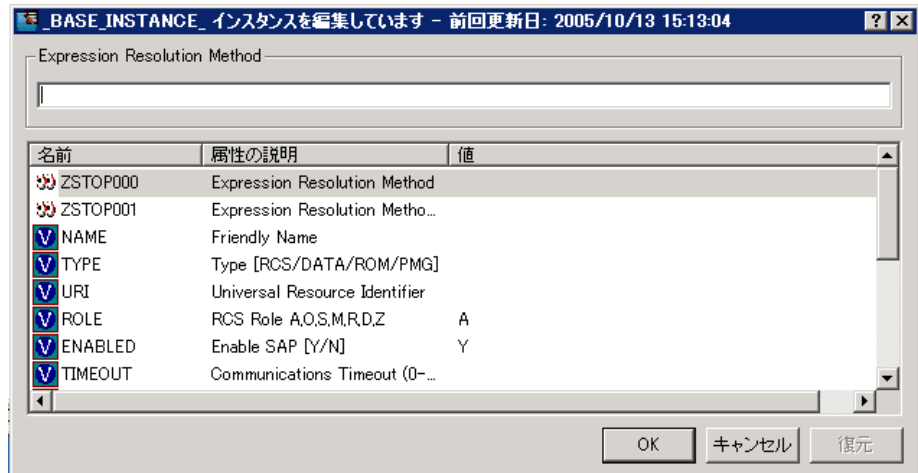 _BASE_INSTANCE_ インスタンスを編集しています - 前回更新日: 2005/10/13 15:13:04
Expression Resolution Method
名前 属性の説明 値
ZSTOP000 Expression Resolution Method
ZSTOP001 Expression Resolution Metho...
NAME Friendly Name
TYPE Type [RCS/DATA/ROM/PMG]
URI Universal Resource Identifier
ROLE RCS Role A,O,S,M,R,D,Z A
ENABLED Enable SAP [Y/N] Y
TIMEOUT Communications Timeout (0-...
OK キャンセル 復元